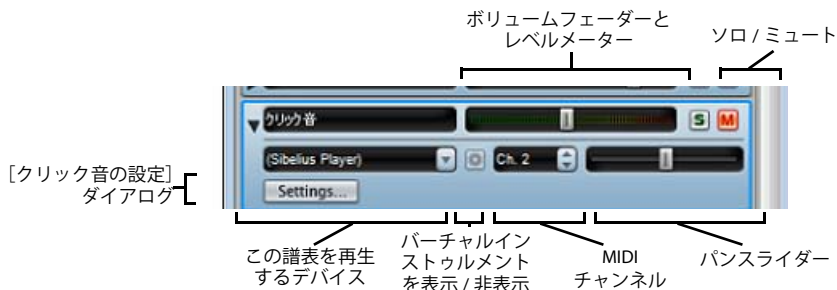 ボリュームフェーダーと
レベルメーター
ソロ / ミュート
クリック音
S
M
(Sibelius Player)
Ch. 2
Settings...
[クリック音の設定]
ダイアログ
この譜表を再生
するデバイス
バーチャルイン
ストゥルメント
を表示 / 非表示
MIDI
チャンネル
パンスライダー